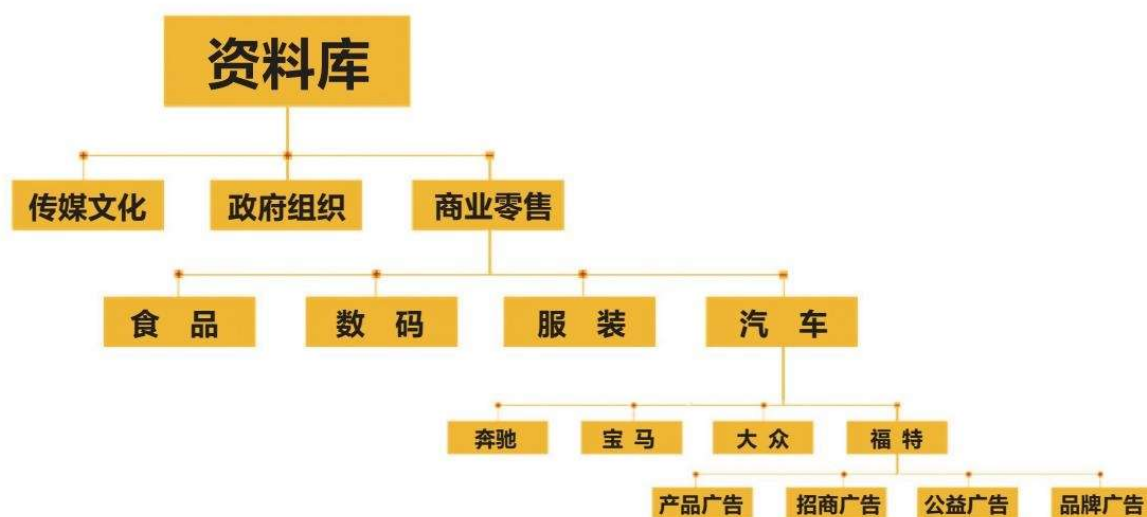 资料库
传媒文化 政府组织 商业零售
食 品 数 码 服 装 汽 车
奔驰 宝 马 大 众 福 特
产品广告 招商广告 公益广告 品牌广告